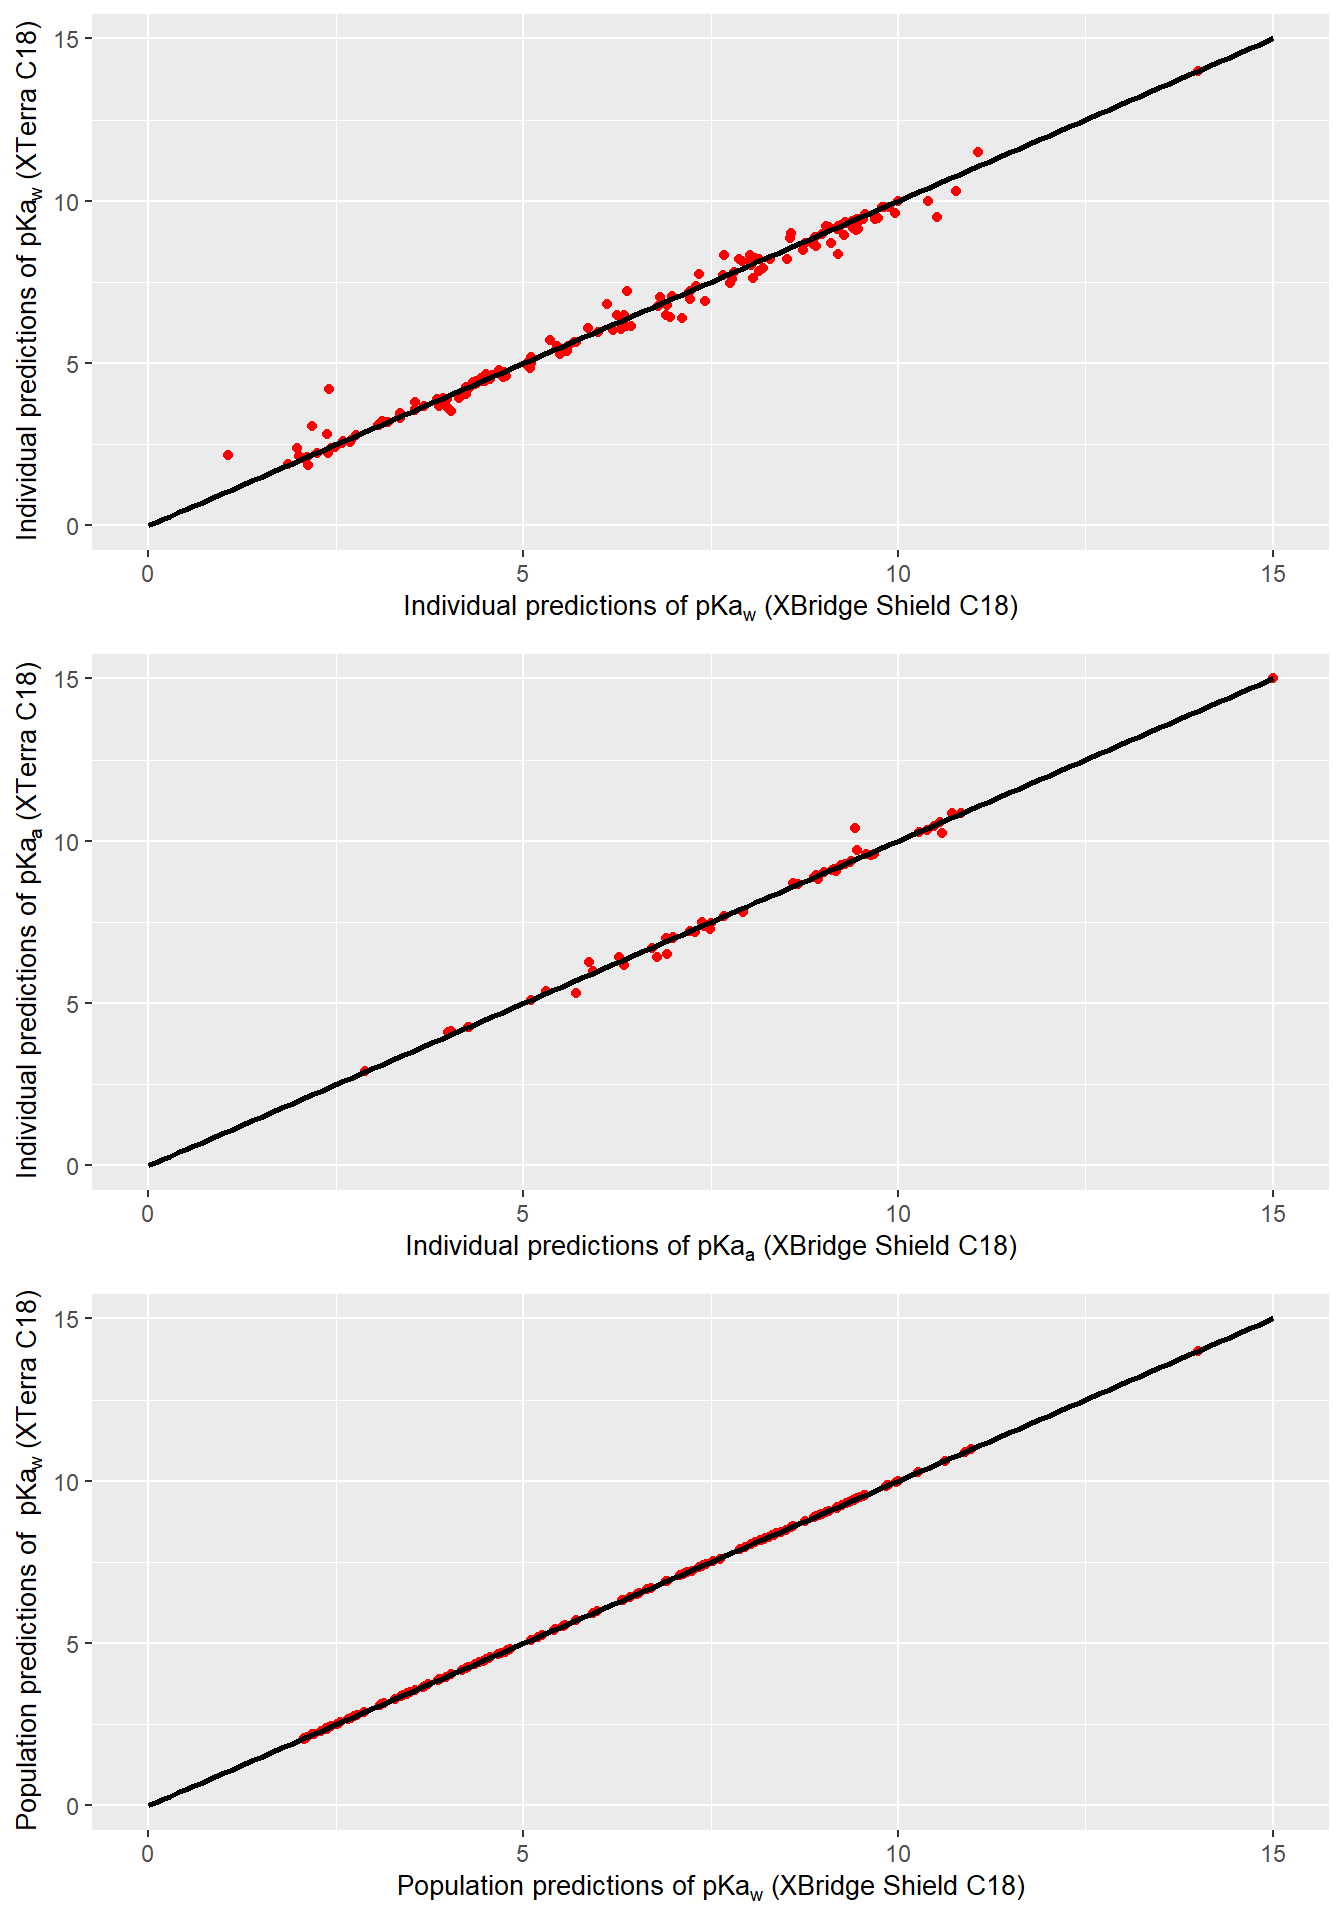 Individual predictions of pKaw (XTerra C18)
15
10
5
0
0 5 10 15
Individual predictions of pKaw (XBridge Shield C18)
Individual predictions of pKaa (XTerra C18)
15
10
5
0
0 5 10 15
Individual predictions of pKaa (XBridge Shield C18)
Population predictions of pKaw (XTerra C18)
15
10
5
0
0 5 10 15
Population predictions of pKaw (XBridge Shield C18)